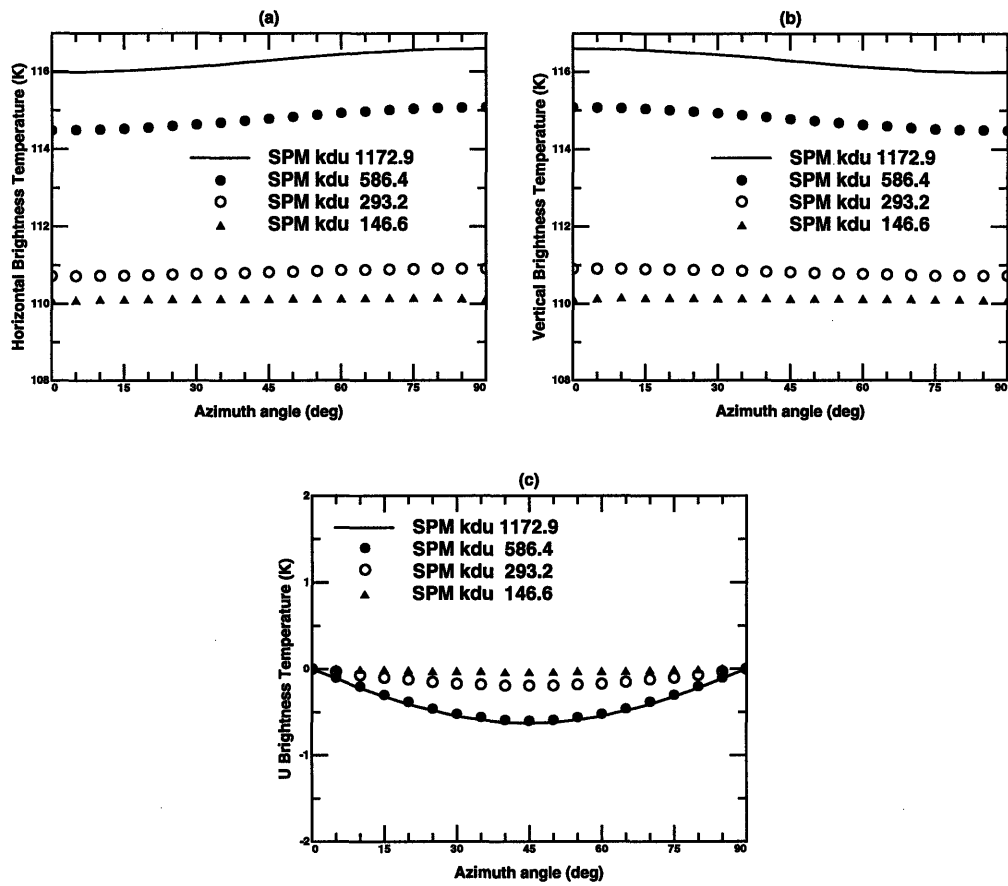 (a)
Horizontal Brightness Temperature (K)
116
114
112
110
108
SPM kdu 1172.9
SPM kdu 586.4
SPM kdu 293.2
SPM kdu 146.6
0 15 30 45 60 75 90
Azimuth angle (deg)
(b)
Vertical Brightness Temperature (K)
116
114
112
110
108
SPM kdu 1172.9
SPM kdu 586.4
SPM kdu 293.2
SPM kdu 146.6
0 15 30 45 60 75 90
Azimuth angle (deg)
(c)
U Brightness Temperature (K)
2
1
0
-1
-2
SPM kdu 1172.9
SPM kdu 586.4
SPM kdu 293.2
SPM kdu 146.6
0 15 30 45 60 75 90
Azimuth angle (deg)